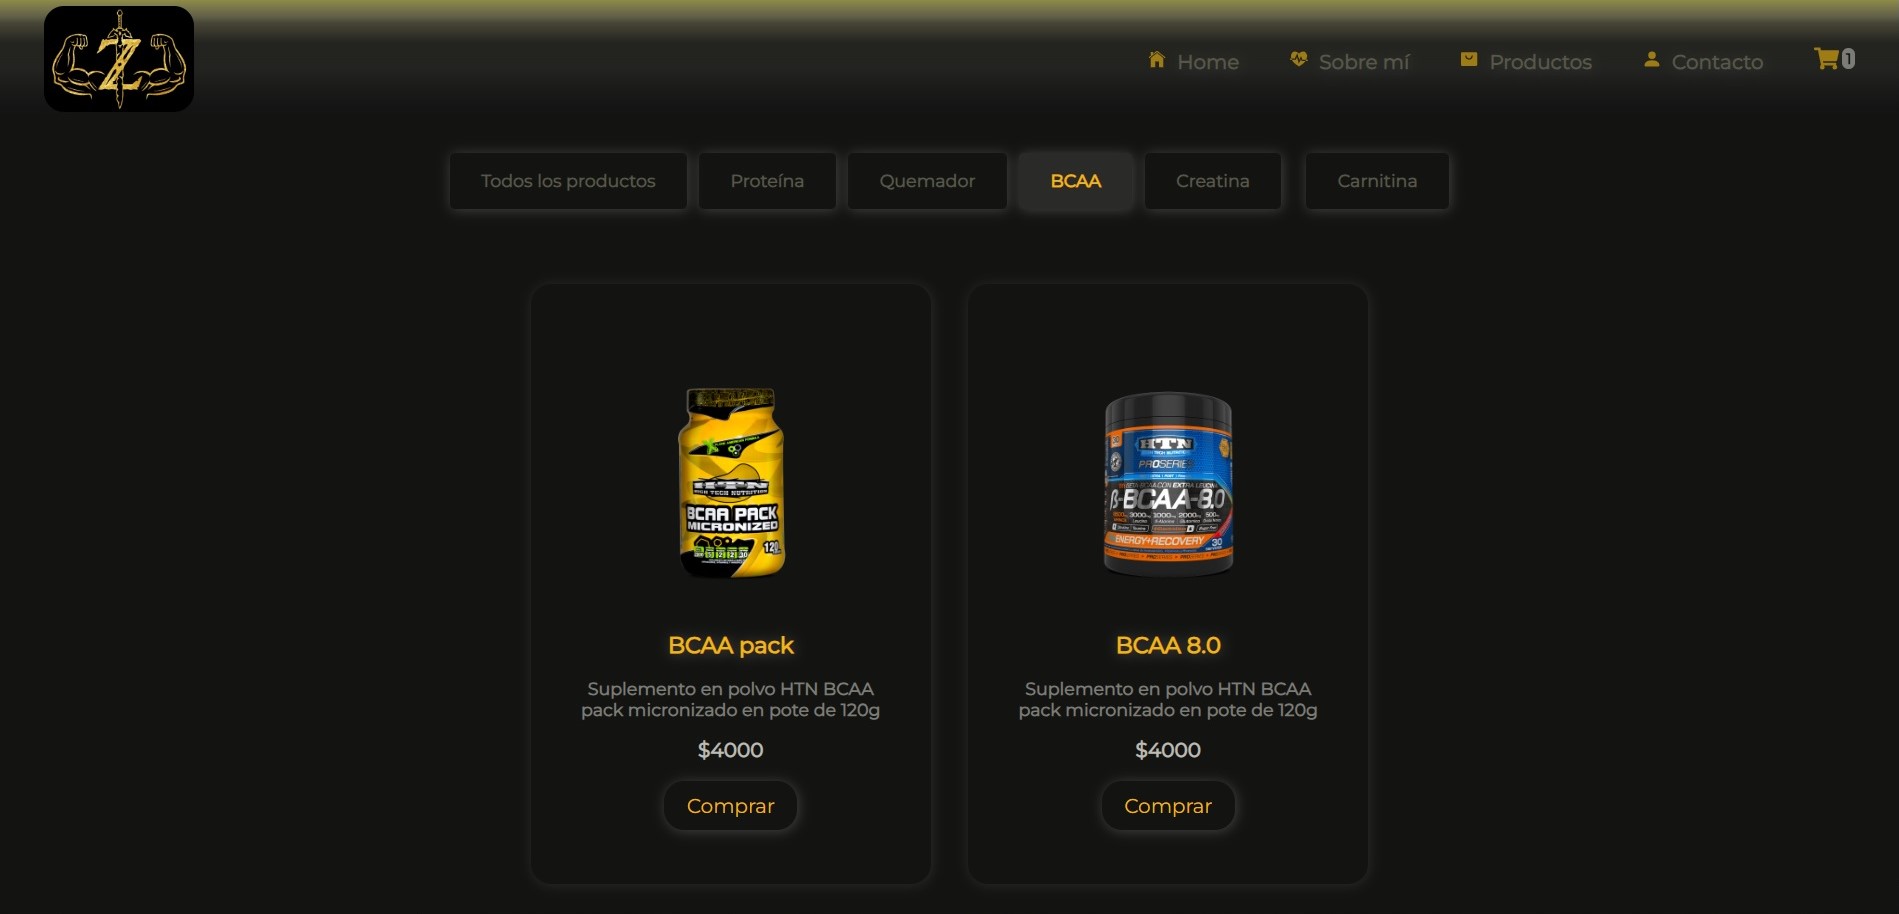 Z
Home
Sobre mí
Productos
Contacto
1
Todos los productos
Proteína
Quemador
BCAA
Creatina
Carnitina
HTN
HIGH TECH NUTRITION
BCAA PACK
MICRONIZED
120
BCAA pack
Suplemento en polvo HTN BCAA
pack micronizado en pote de 120g
$4000
Comprar
HTN
PROSERIES
β-BCAA-8.0
ENERGY+RECOVERY
30
BCAA 8.0
Suplemento en polvo HTN BCAA
pack micronizado en pote de 120g
$4000
Comprar